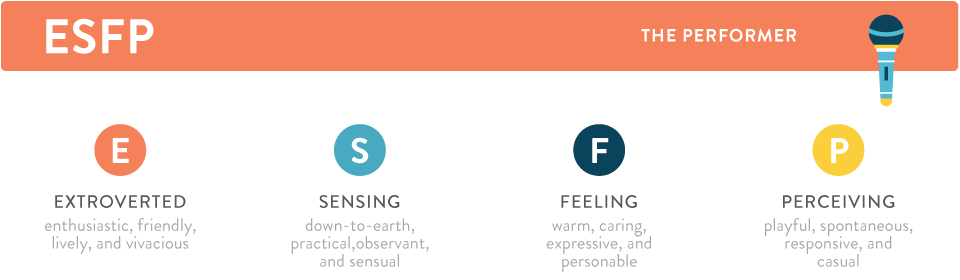 ESFP
THE PERFORMER
E
S
F
P
EXTROVERTED
enthusiastic, friendly,
lively, and vivacious
SENSING
down-to-earth,
practical,observant,
and sensual
FEELING
warm, caring,
expressive, and
personable
PERCEIVING
playful, spontaneous,
responsive, and
casual